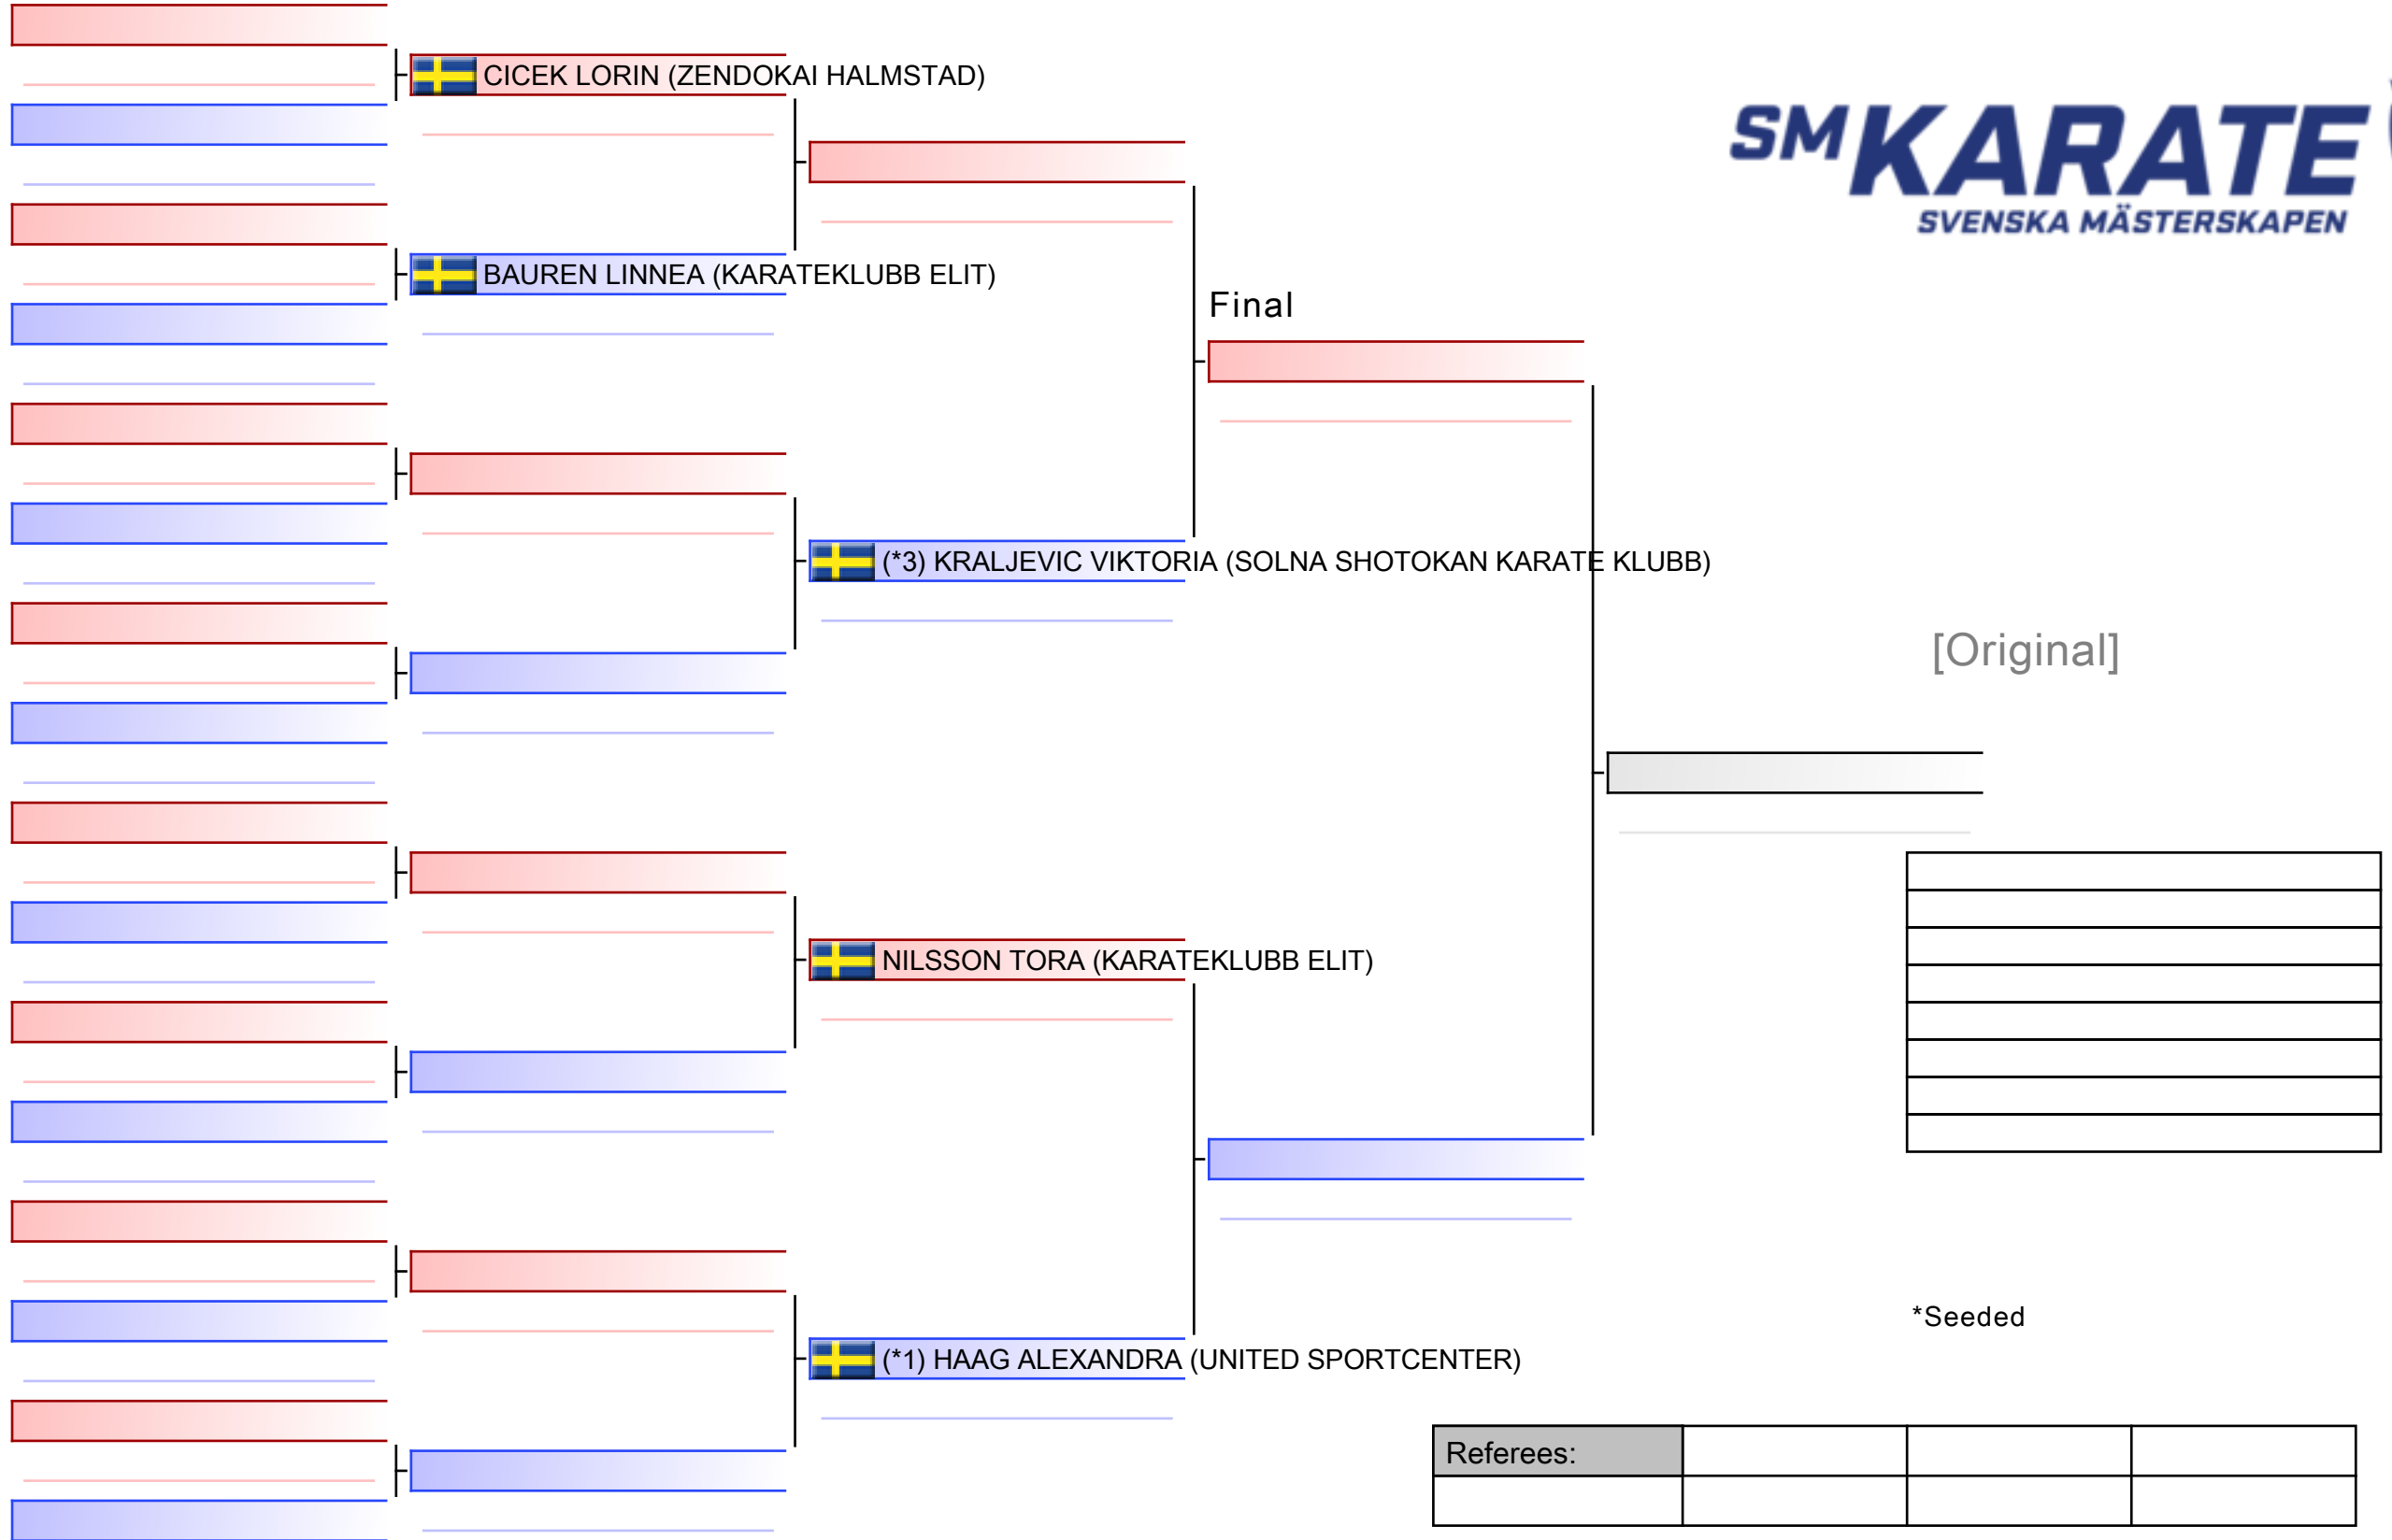 CICEK LORIN (ZENDOKAI HALMSTAD)
SM KARATE
SVENSKA MÄSTERSKAPEN
BAUREN LINNEA (KARATEKLUBB ELIT)
Final
(*3) KRALJEVIC VIKTORIA (SOLNA SHOTOKAN KARATE KLUBB)
[Original]
NILSSON TORA (KARATEKLUBB ELIT)
*Seeded
(*1) HAAG ALEXANDRA (UNITED SPORTCENTER)
Referees: